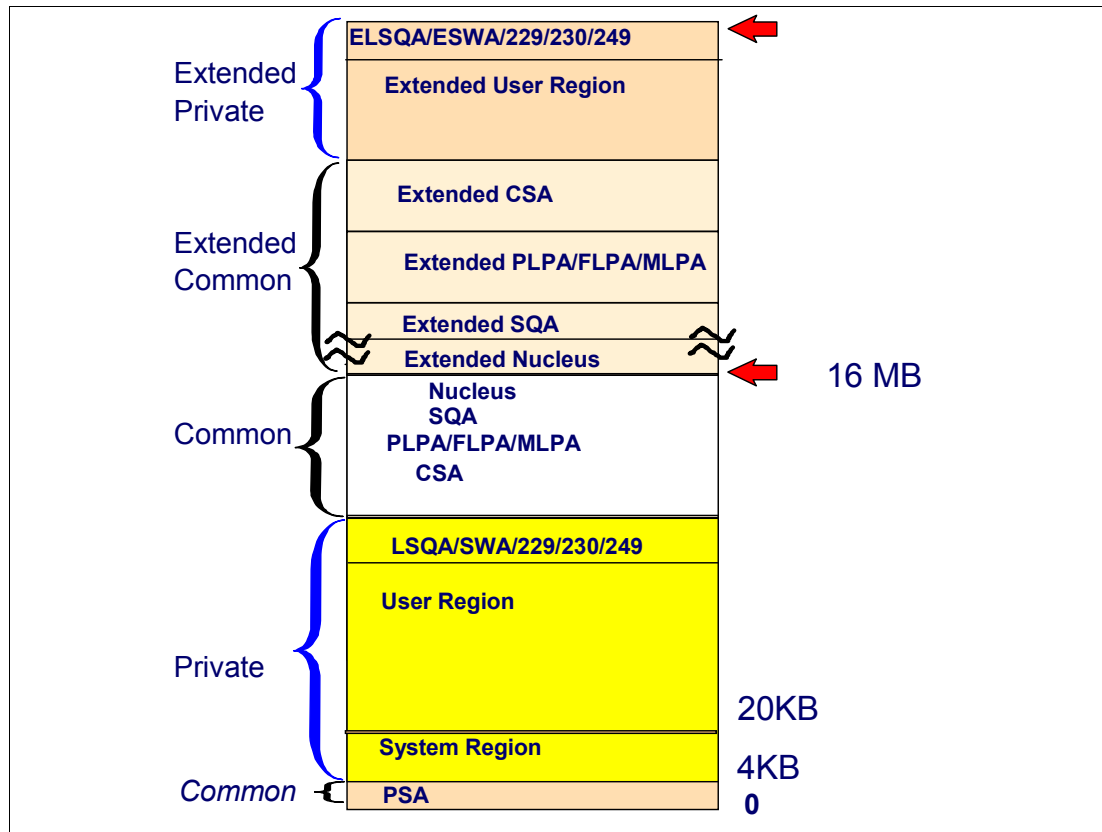 ELSQA/ESWA/229/230/249
Extended
Private
Extended User Region
Extended CSA
Extended
Common
Extended PLPA/FLPA/MLPA
Extended SQA
Extended Nucleus
16 MB
Nucleus
SQA
Common
PLPA/FLPA/MLPA
CSA
LSQA/SWA/229/230/249
User Region
Private
20KB
System Region
4KB
Common
PSA
0